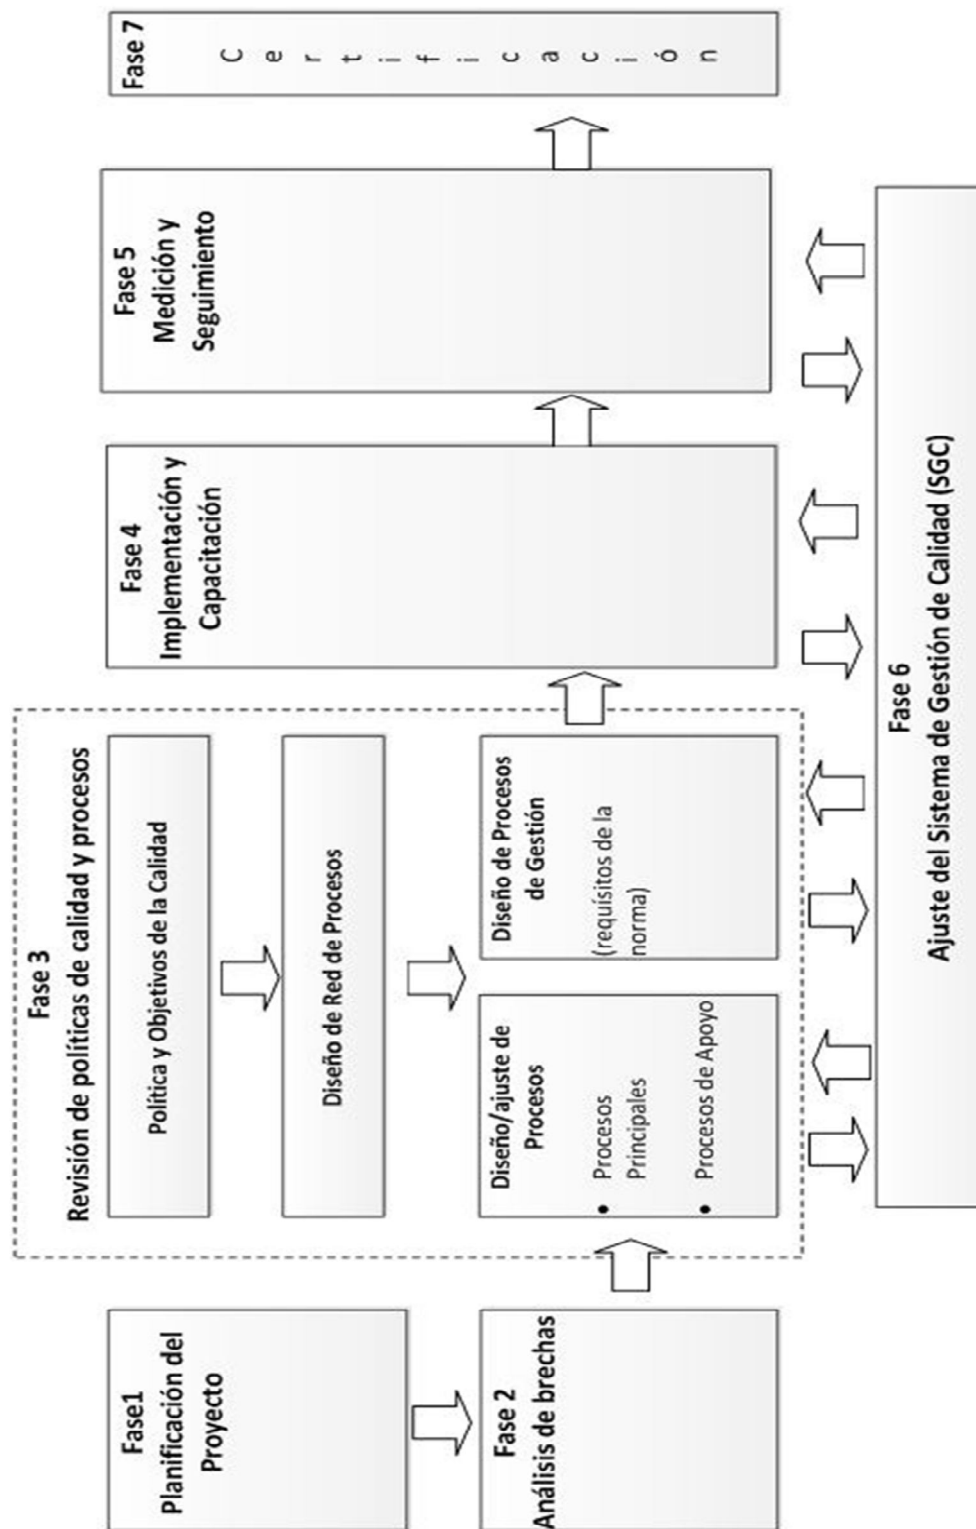 Fase1
Planificación del
Proyecto
Fase 2
Análisis de brechas
Fase 3
Revisión de políticas de calidad y procesos
Política y Objetivos de la Calidad
Diseño de Red de Procesos
Diseño/ajuste de
Procesos
• Procesos
Principales
• Procesos de Apoyo
Diseño de Procesos
de Gestión
(requísitos de la
norma)
Fase 4
Implementación y
Capacitación
Fase 5
Medición y
Seguimiento
Fase 7
C e r t i f i c a c i ó n
Fase 6
Ajuste del Sistema de Gestión de Calidad (SGC)